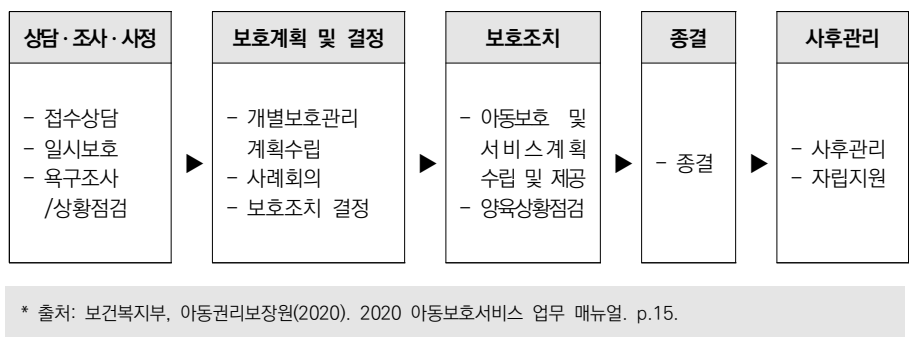 상담·조사·사정
- 접수상담
- 일시보호
- 욕구조사
/상황점검
▶
보호계획 및 결정
- 개별보호관리
계획수립
- 사례회의
- 보호조치 결정
▶
보호조치
- 아동보호 및
서비스계획
수립 및 제공
- 양육상황점검
▶
종결
- 종결
▶
사후관리
- 사후관리
- 자립지원
* 출처: 보건복지부, 아동권리보장원(2020). 2020 아동보호서비스 업무 매뉴얼. p.15.